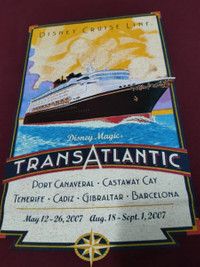 DISNEY CRUISE LINE
Disney Magic
TRANSATLANTIC
PORT CANAVERAL • CASTAWAY CAY
TENERIFE • CADIZ • GIBRALTAR • BARCELONA
May 12-26, 2007 Aug. 18-Sept. 1, 2007